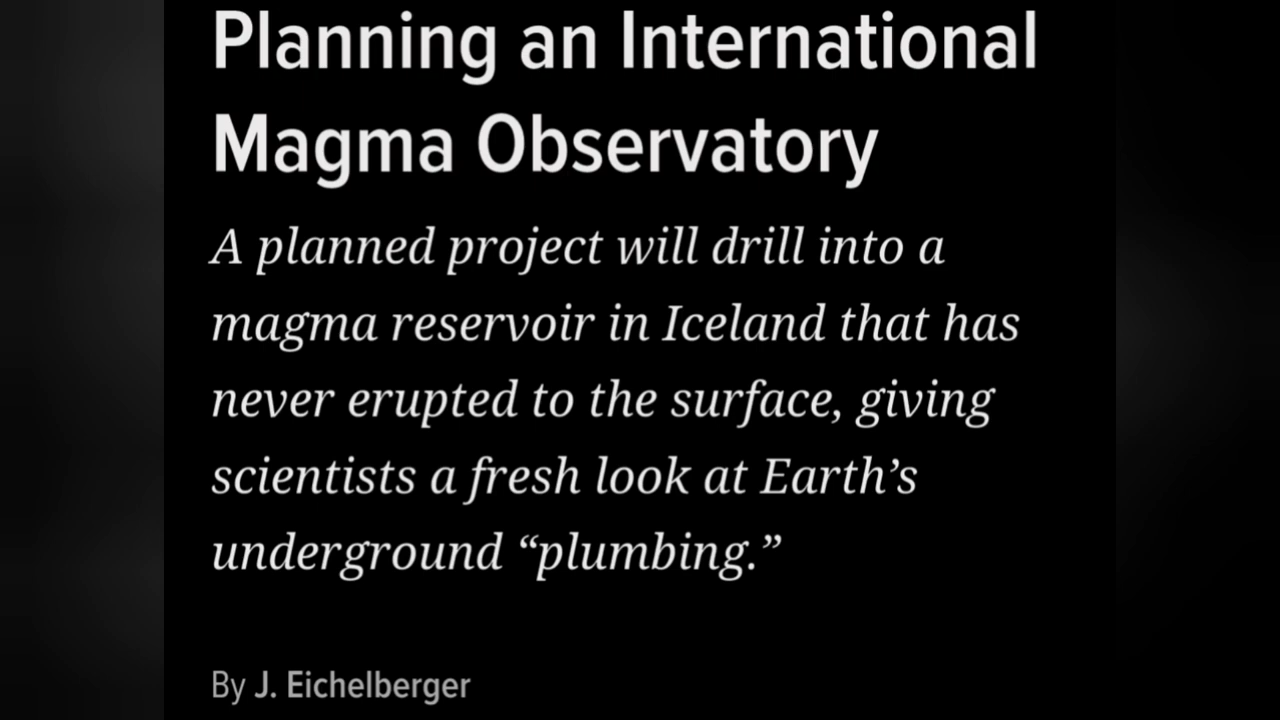 Planning an International
Magma Observatory
A planned project will drill into a
magma reservoir in Iceland that has
never erupted to the surface, giving
scientists a fresh look at Earth’s
underground “plumbing.”
By J. Eichelberger